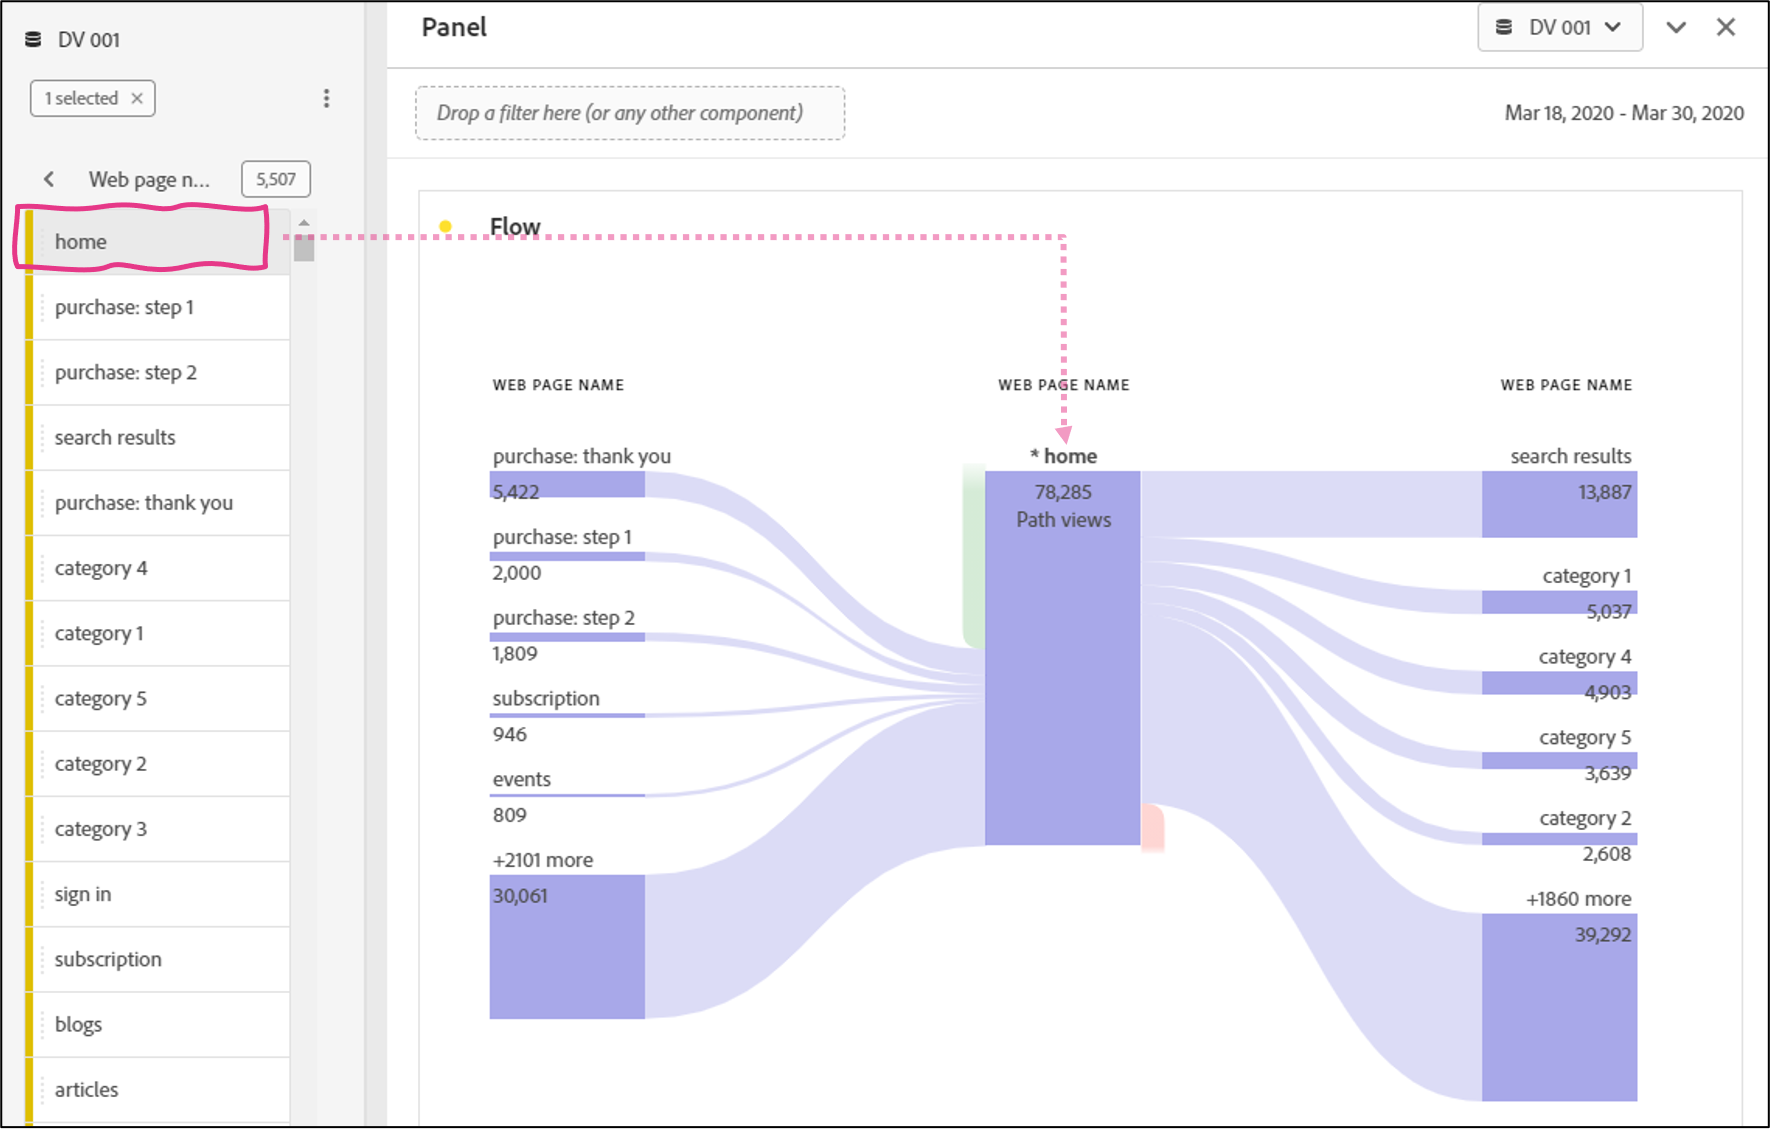 DV 001
1 selected ×
Web page n...
5,507
home
purchase: step 1
purchase: step 2
search results
purchase: thank you
category 4
category 1
category 5
category 2
category 3
sign in
subscription
blogs
articles
Panel
DV 001
Drop a filter here (or any other component)
Mar 18, 2020 - Mar 30, 2020
Flow
WEB PAGE NAME
purchase: thank you
5,422
purchase: step 1
2,000
purchase: step 2
1,809
subscription
946
events
809
+2101 more
30,061
WEB PAGE NAME
* home
78,285
Path views
WEB PAGE NAME
search results
13,887
category 1
5,037
category 4
4,903
category 5
3,639
category 2
2,608
+1860 more
39,292